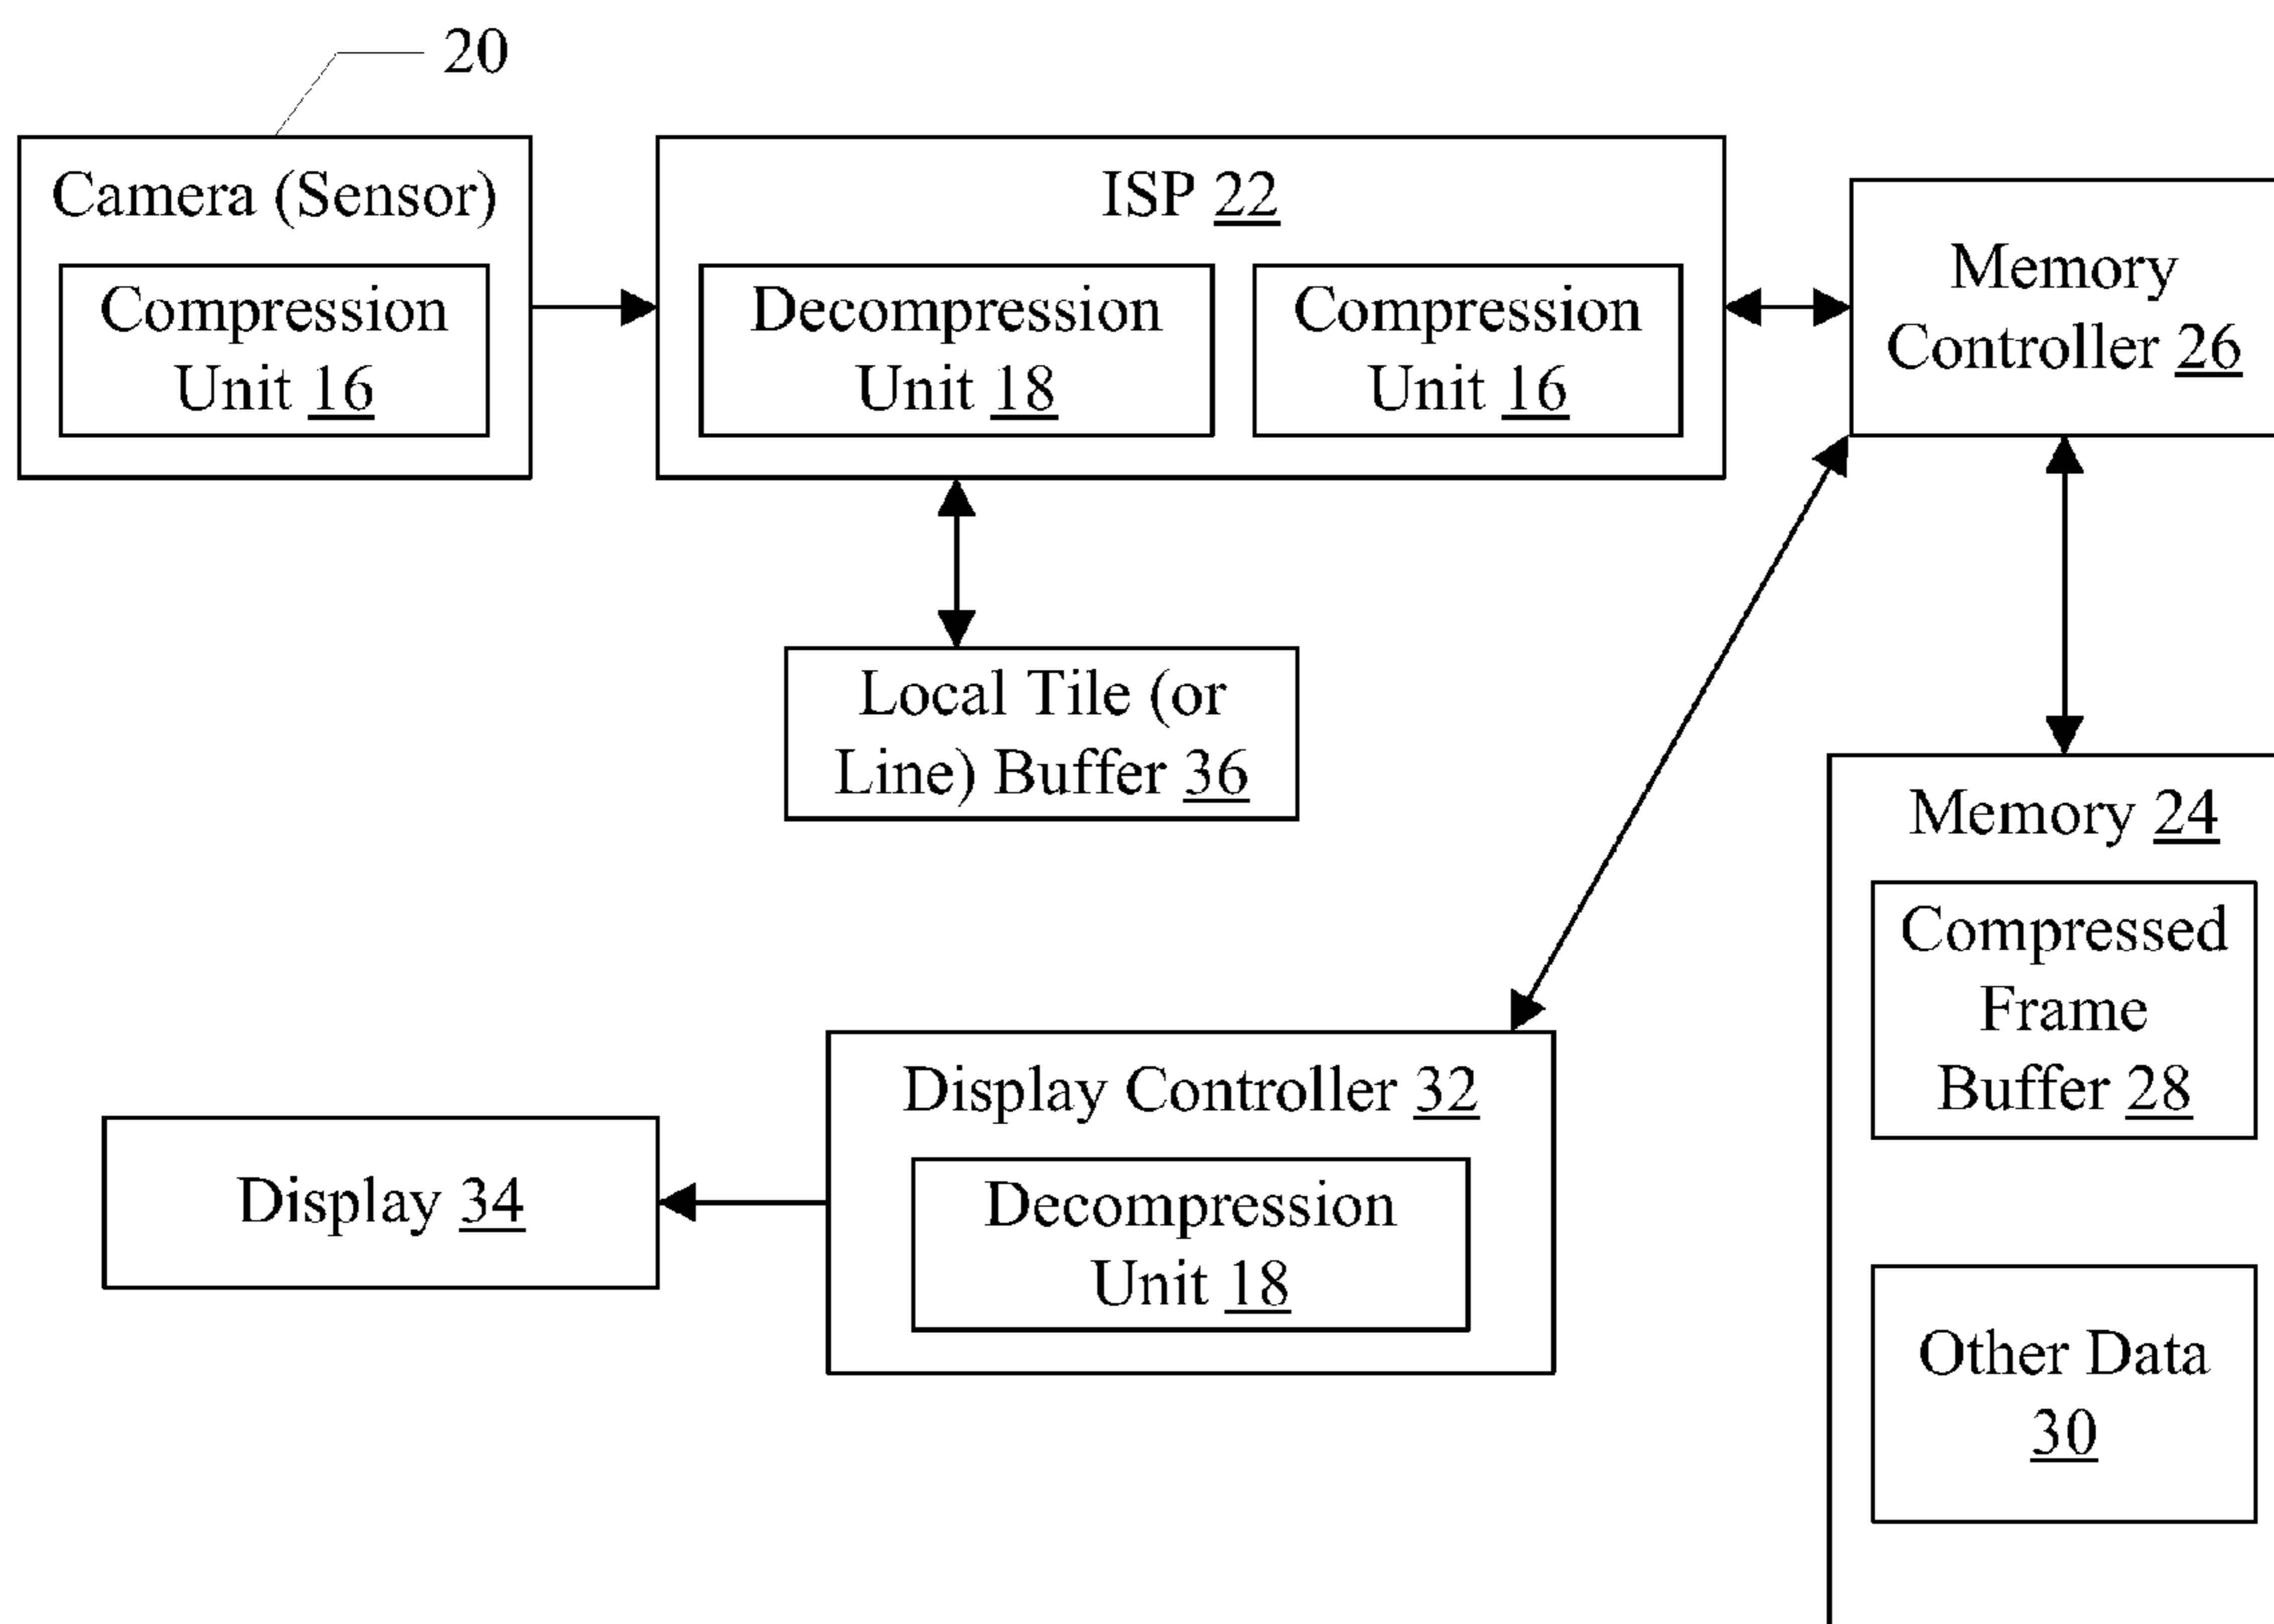 20
Camera (Sensor)
Compression
Unit 16
ISP 22
Decompression
Unit 18
Compression
Unit 16
Memory
Controller 26
Local Tile (or
Line) Buffer 36
Memory 24
Compressed
Frame
Buffer 28
Other Data
30
Display Controller 32
Decompression
Unit 18
Display 34